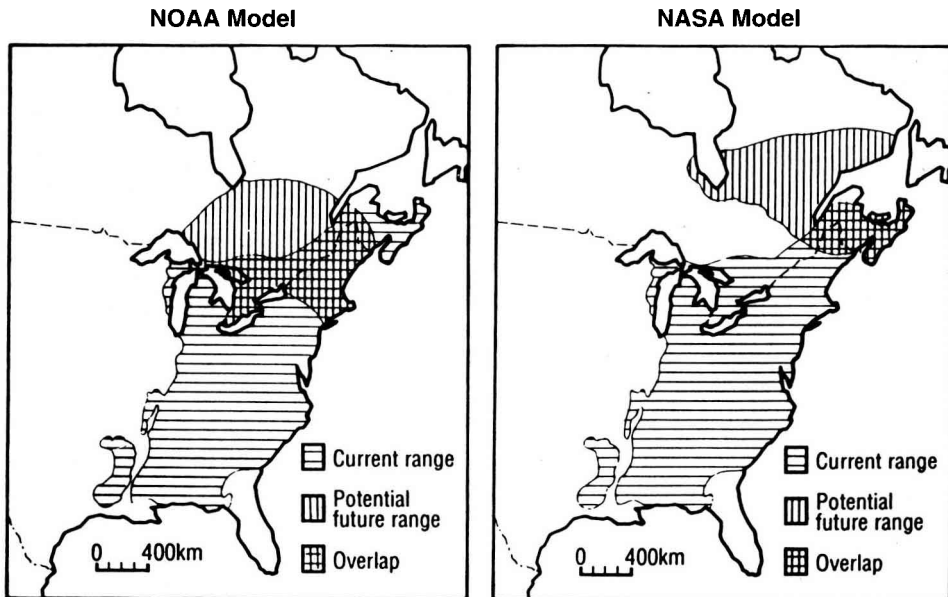 NOAA Model
Current range
Potential
future range
Overlap
0 400km
NASA Model
Current range
Potential
future range
Overlap
0 400km